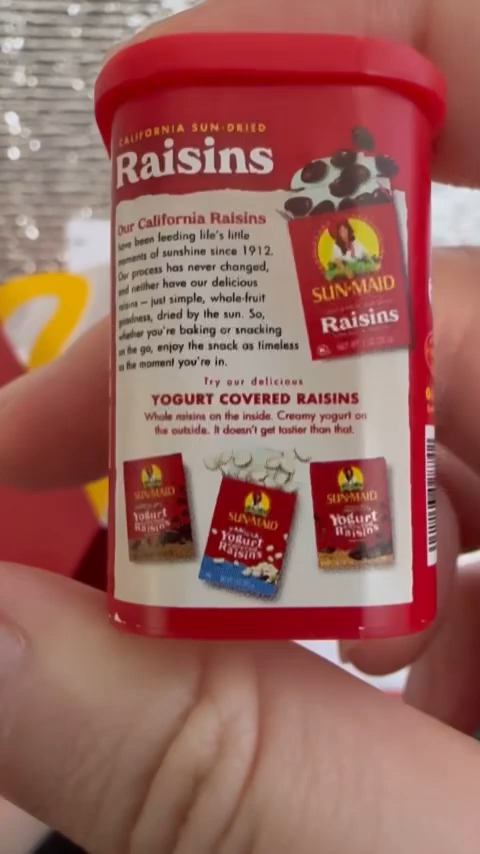 CALIFORNIA SUN-DRIED
Raisins
Our California Raisins
have been feeding life's little
moments of sunshine since 1912.
Our process has never changed,
and neither have our delicious
raisins — just simple, whole-fruit
goodness, dried by the sun. So,
whether you're baking or snacking
on the go, enjoy the snack as timeless
as the moment you're in.
SUN-MAID
Raisins
Try our delicious
YOGURT COVERED RAISINS
Whole raisins on the inside. Creamy yogurt on
the outside. It doesn't get tastier than that.
SUN-MAID
Yogurt
Raisins
SUN-MAID
Yogurt
Raisins
SUN-MAID
Yogurt
Raisins